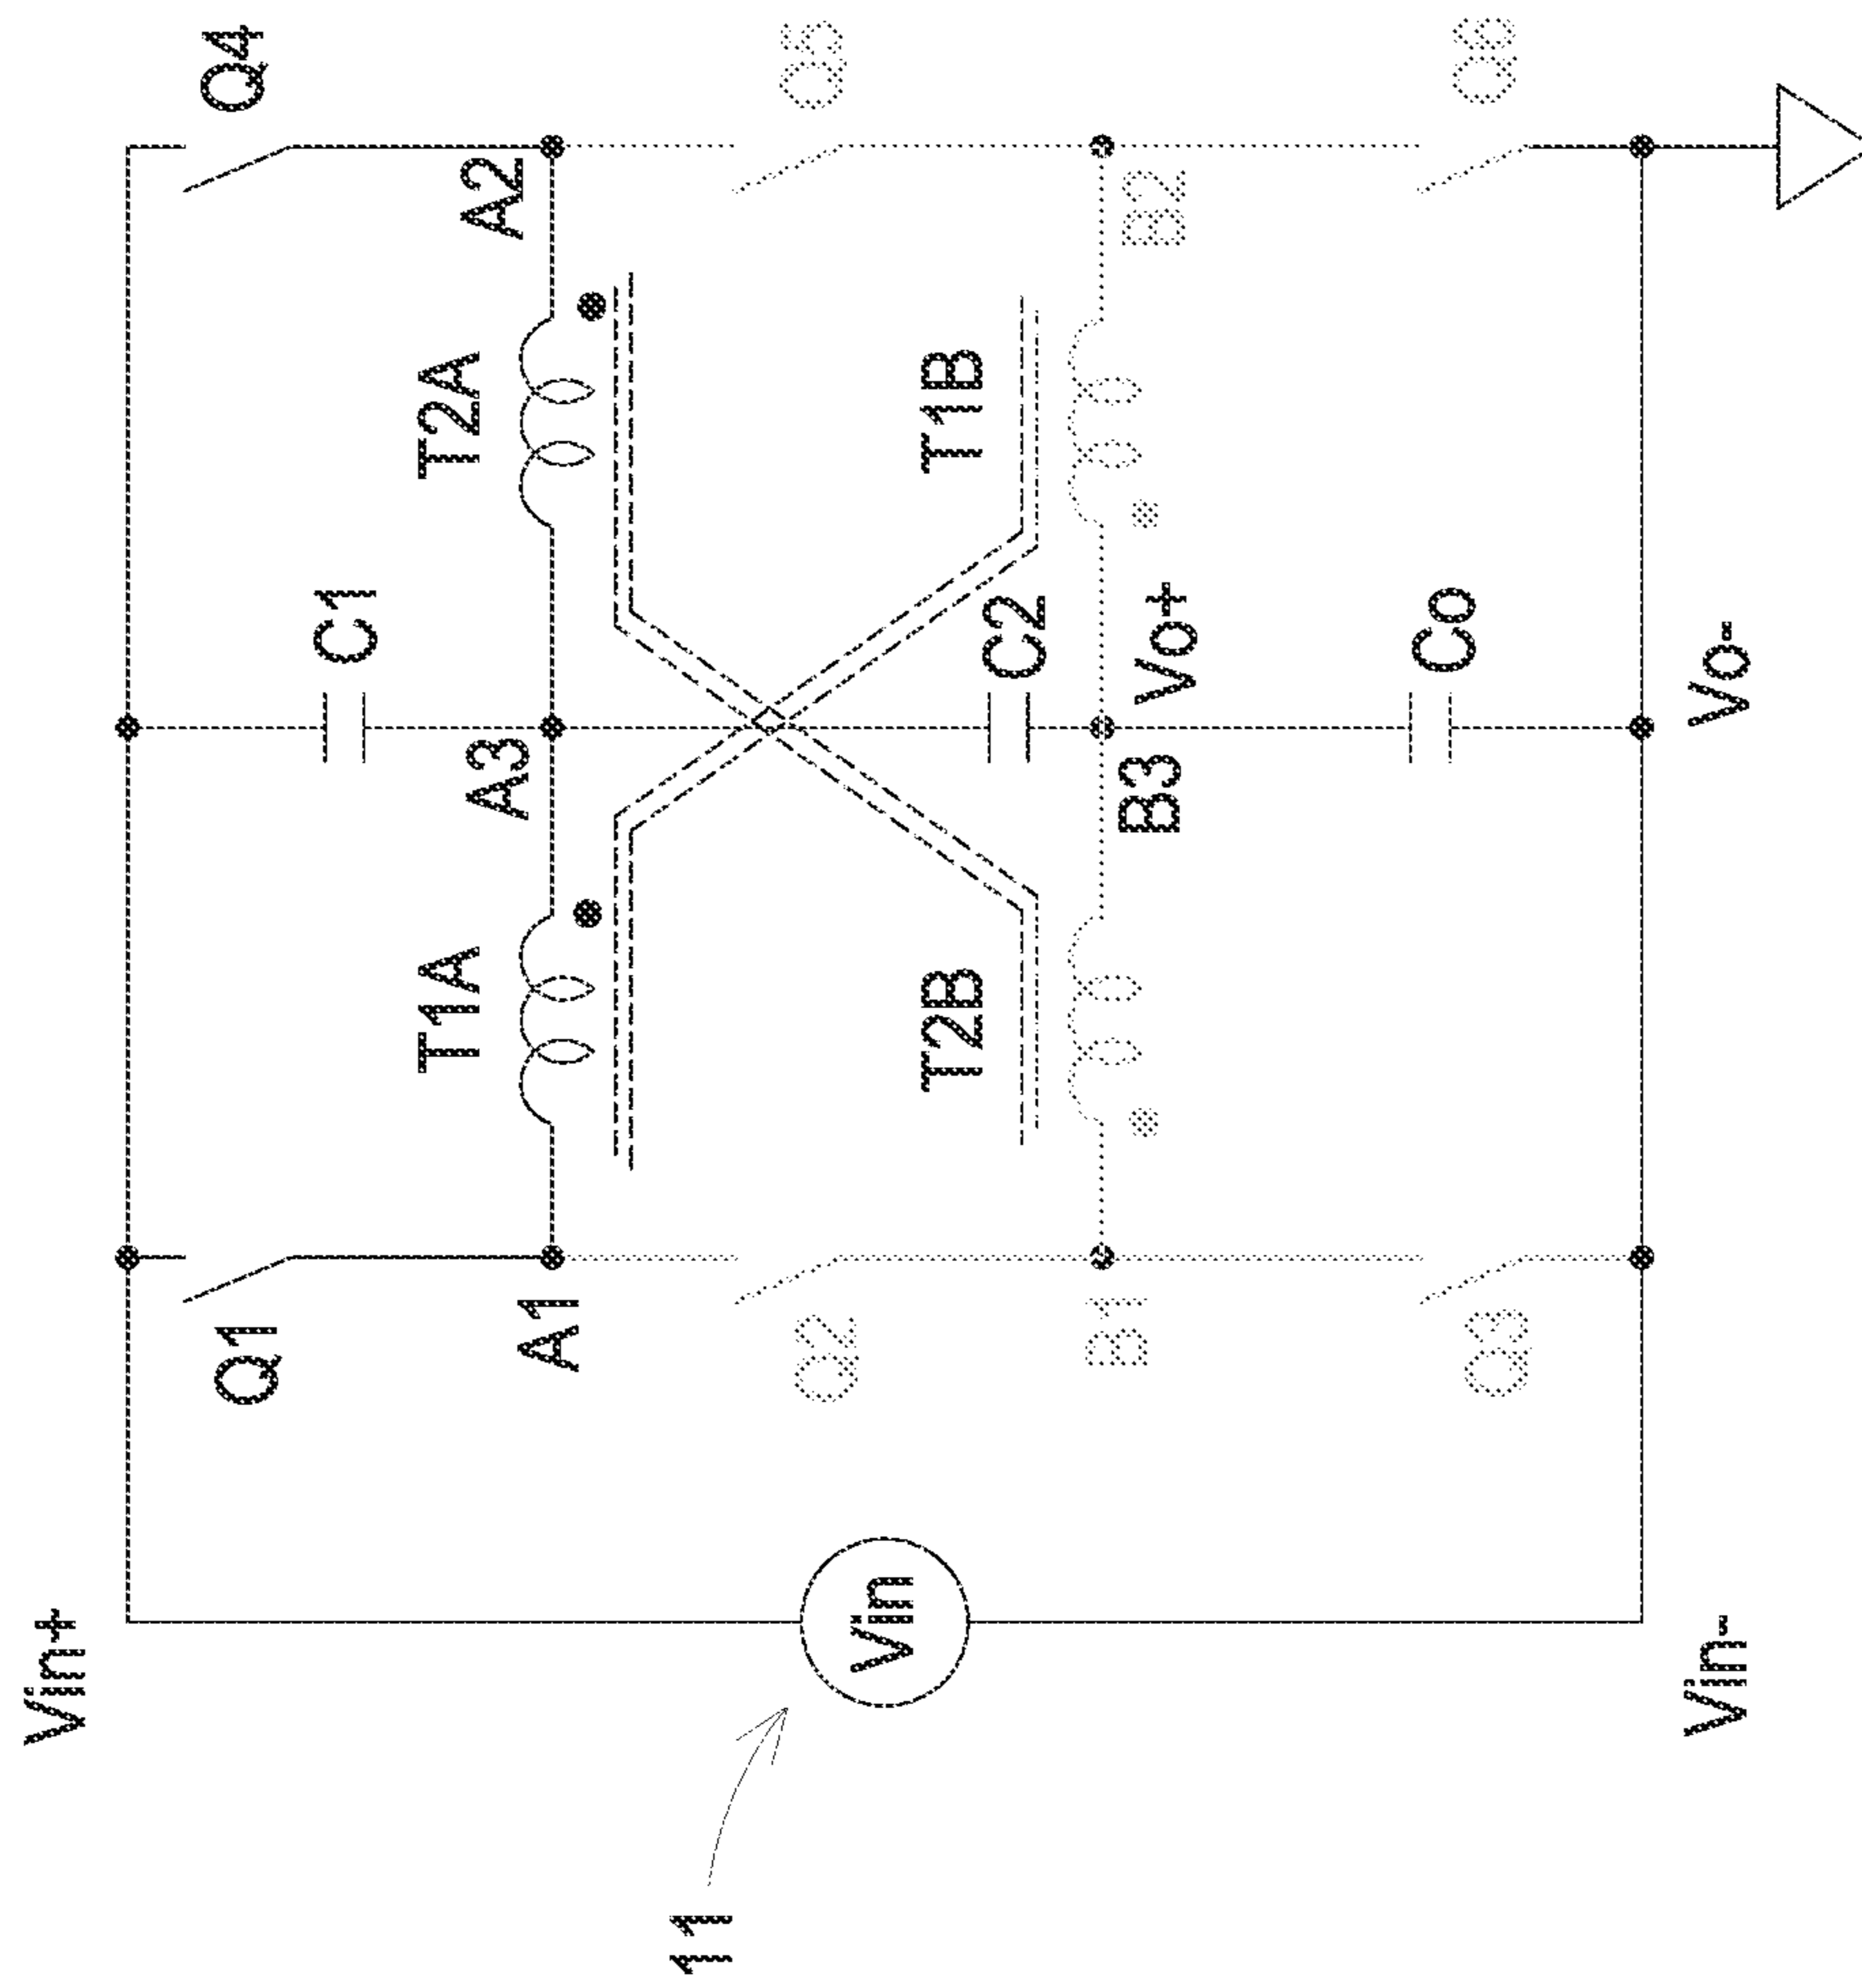 Vin+
Q4
C1
Q1
T2A
A2
A3
T1A
A1
Q5
T1B
B2
C2
Vo+
B3
T2B
B1
Q2
Vin
11
Q6
Co
Q3
Vo-
Vin-